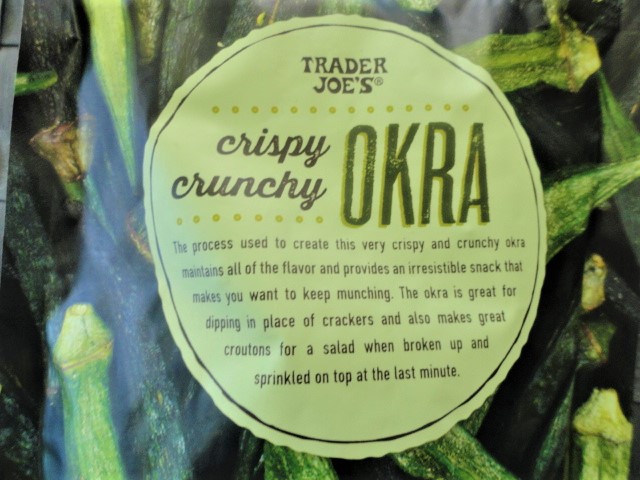 TRADER
JOE'S®
crispy
crunchy OKRA
The process used to create this very crispy and crunchy okra
maintains all of the flavor and provides an irresistible snack that
makes you want to keep munching. The okra is great for
dipping in place of crackers and also makes great
croutons for a salad when broken up and
sprinkled on top at the last minute.